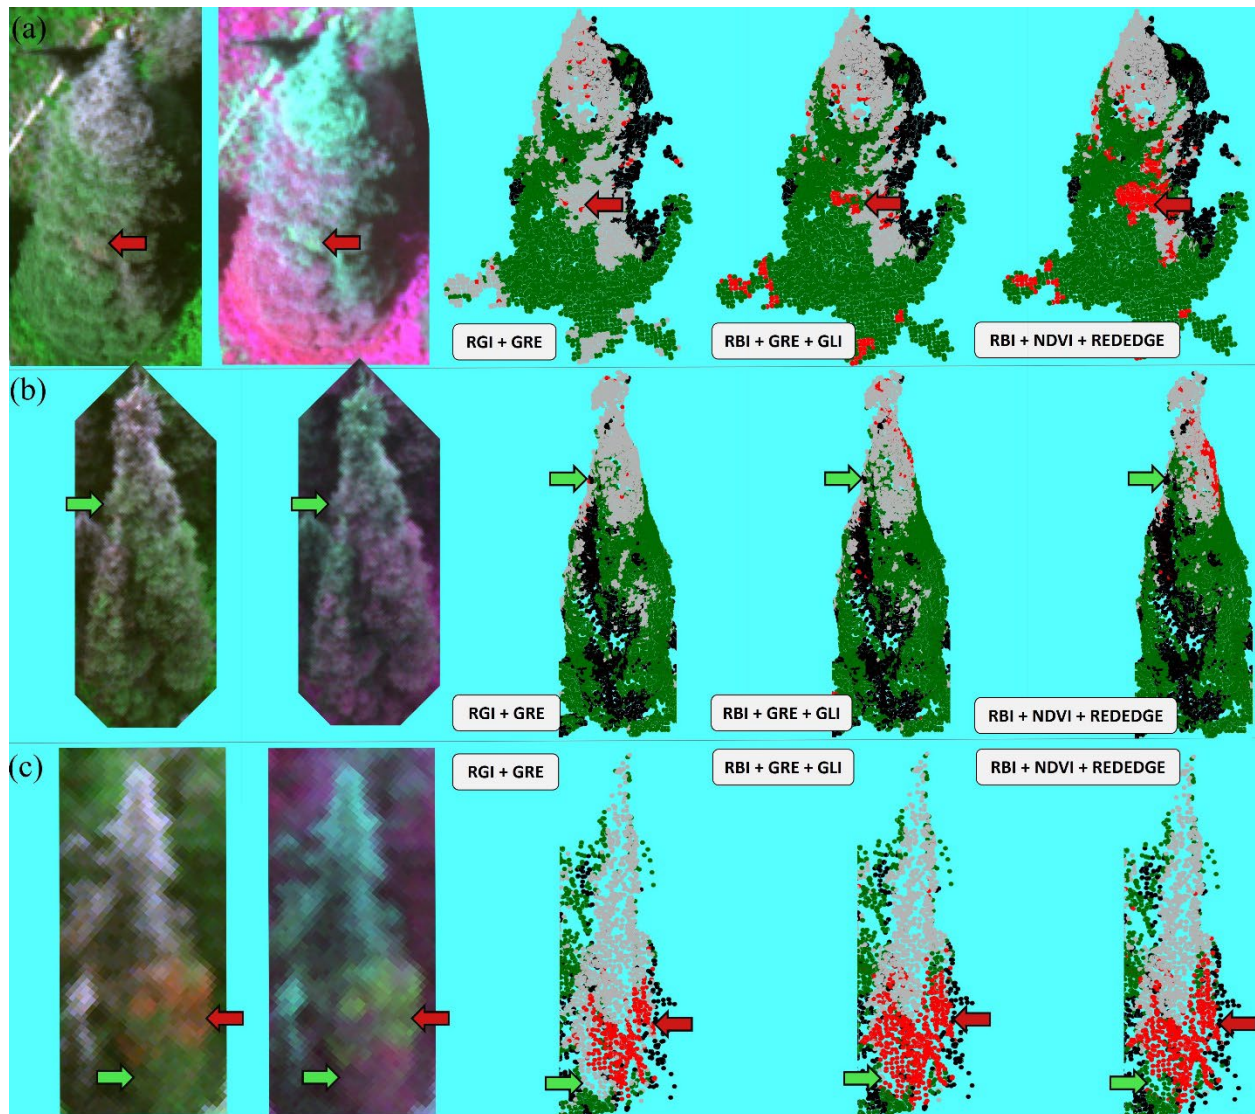 (a)
RGI + GRE
RBI + GRE + GLI
RBI + NDVI + REDEDGE
(b)
RGI + GRE
RBI + GRE + GLI
RBI + NDVI + REDEDGE
(c)
RGI + GRE
RBI + GRE + GLI
RBI + NDVI + REDEDGE